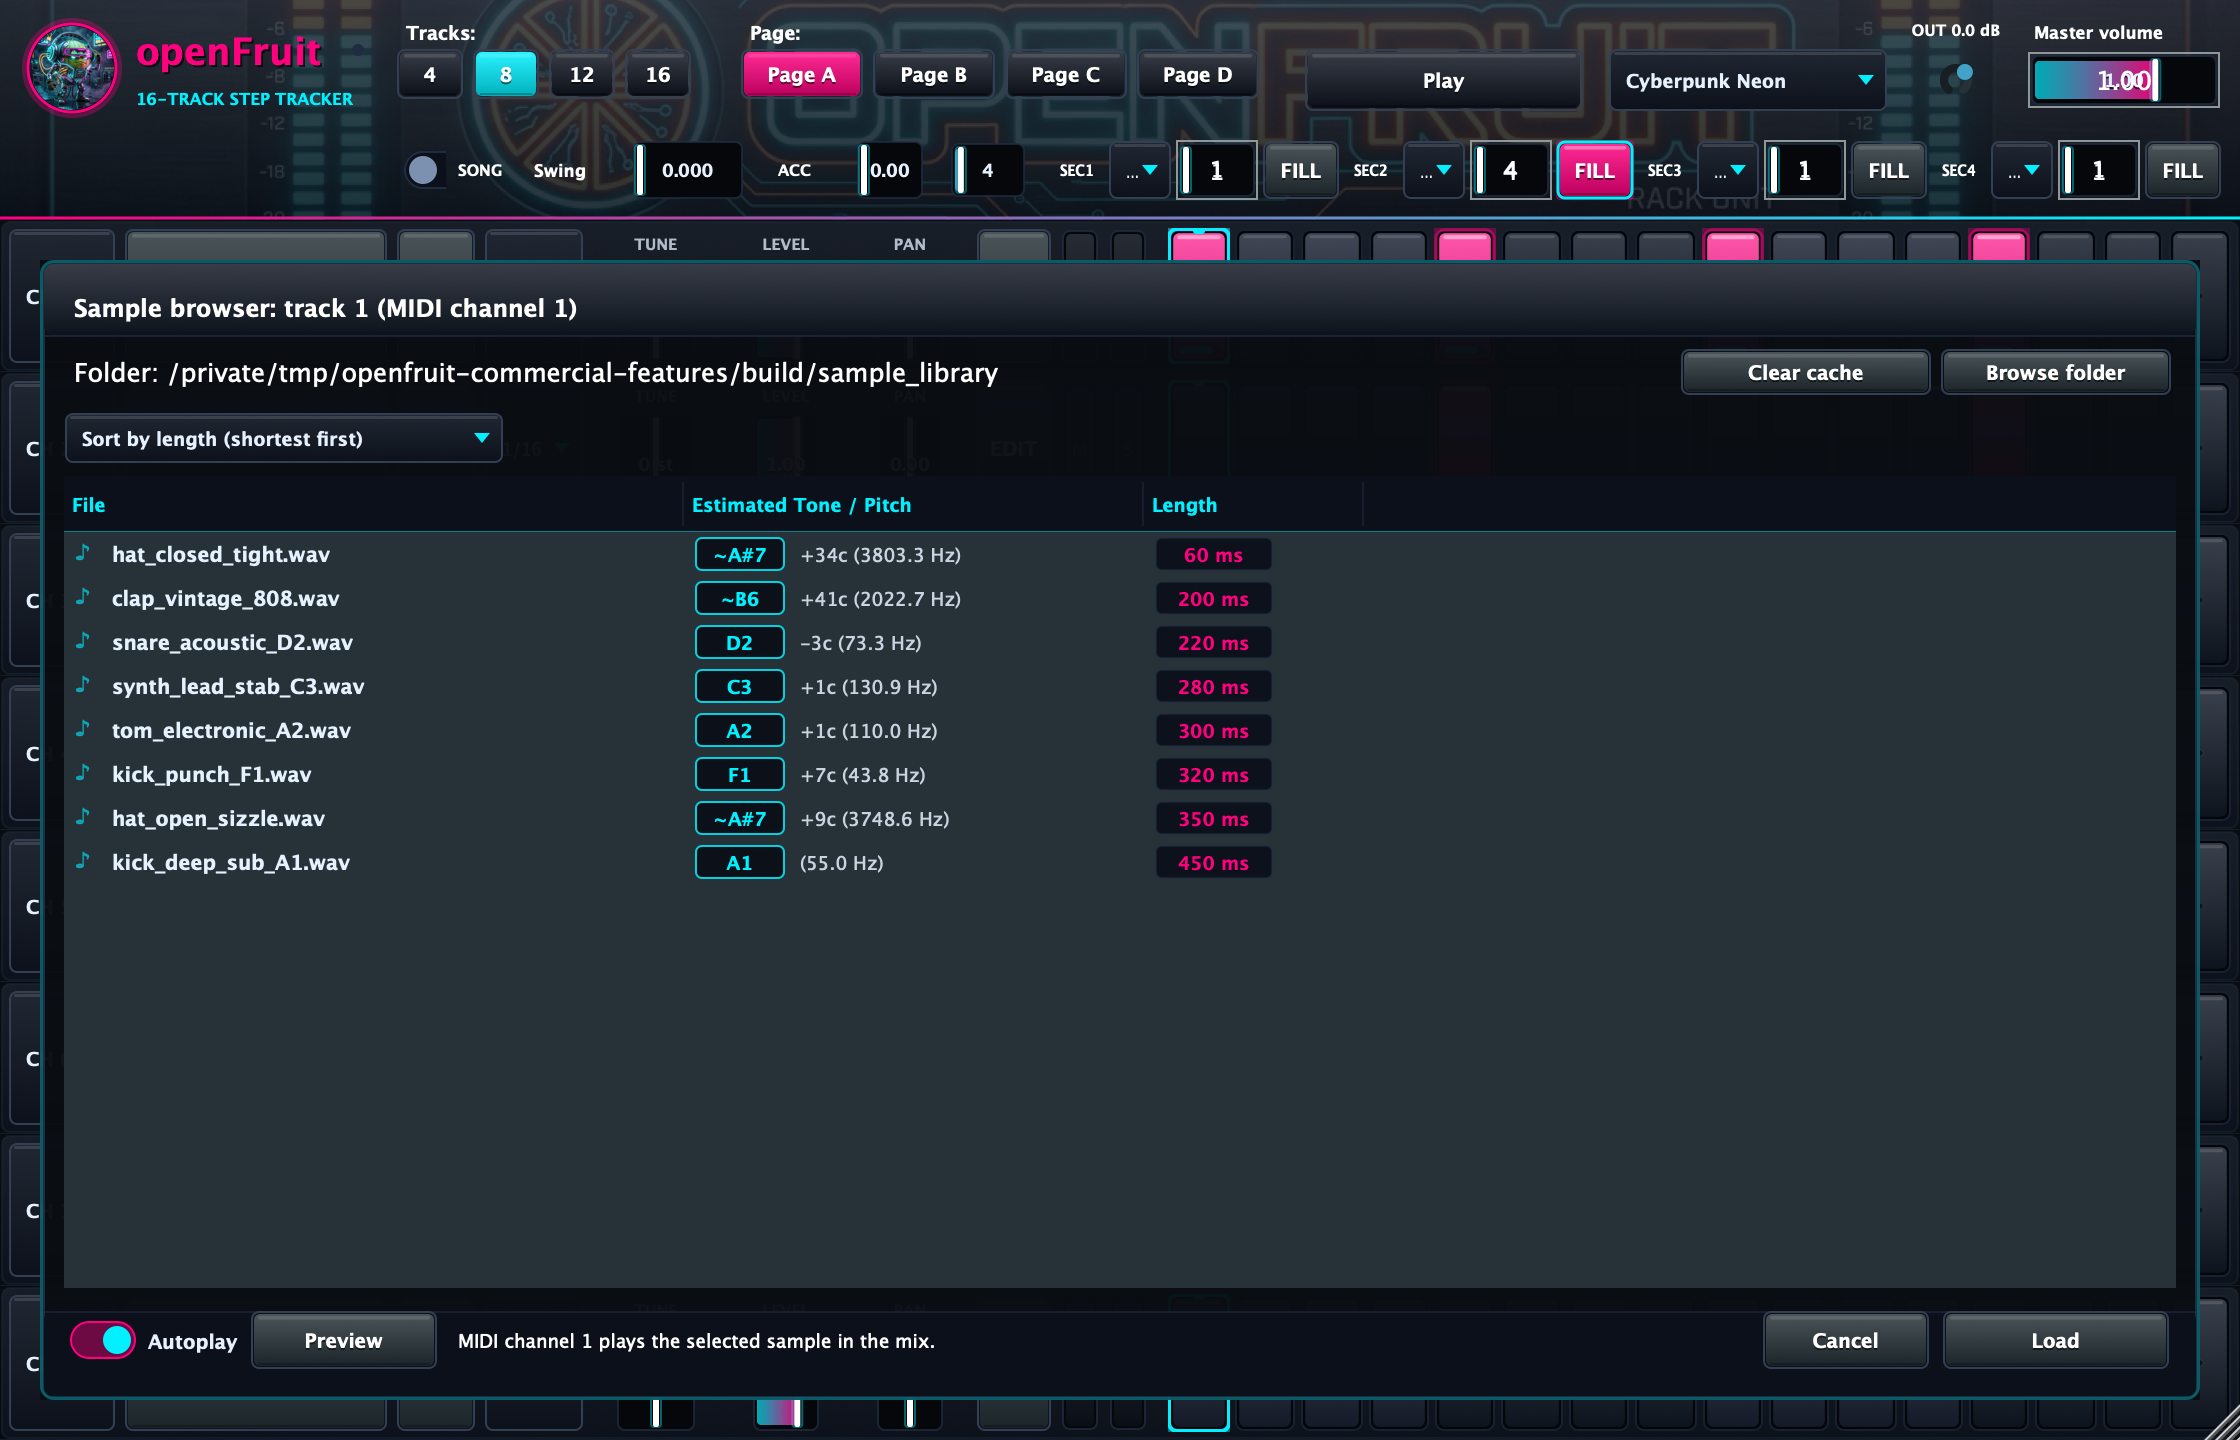 openFruit
16-TRACK STEP TRACKER
Tracks:
4 8 12 16
Page:
Page A Page B Page C Page D
Play
Cyberpunk Neon
OUT 0.0 dB
Master volume
1.00
SONG Swing 0.000 ACC 0.00 4 SEC1 ... 1 FILL SEC2 ... 4 FILL SEC3 ... 1 FILL SEC4 ... 1 FILL
OPENFRUIT
-6
-8
-12
-18
-6
-12
TUNE LEVEL PAN
Sample browser: track 1 (MIDI channel 1)
Folder: /private/tmp/openfruit-commercial-features/build/sample_library
Clear cache Browse folder
Sort by length (shortest first)
File Estimated Tone / Pitch Length
hat_closed_tight.wav ~A#7 +34c (3803.3 Hz) 60 ms
clap_vintage_808.wav ~B6 +41c (2022.7 Hz) 200 ms
snare_acoustic_D2.wav D2 -3c (73.3 Hz) 220 ms
synth_lead_stab_C3.wav C3 +1c (130.9 Hz) 280 ms
tom_electronic_A2.wav A2 +1c (110.0 Hz) 300 ms
kick_punch_F1.wav F1 +7c (43.8 Hz) 320 ms
hat_open_sizzle.wav ~A#7 +9c (3748.6 Hz) 350 ms
kick_deep_sub_A1.wav A1 (55.0 Hz) 450 ms
Autoplay Preview MIDI channel 1 plays the selected sample in the mix. Cancel Load